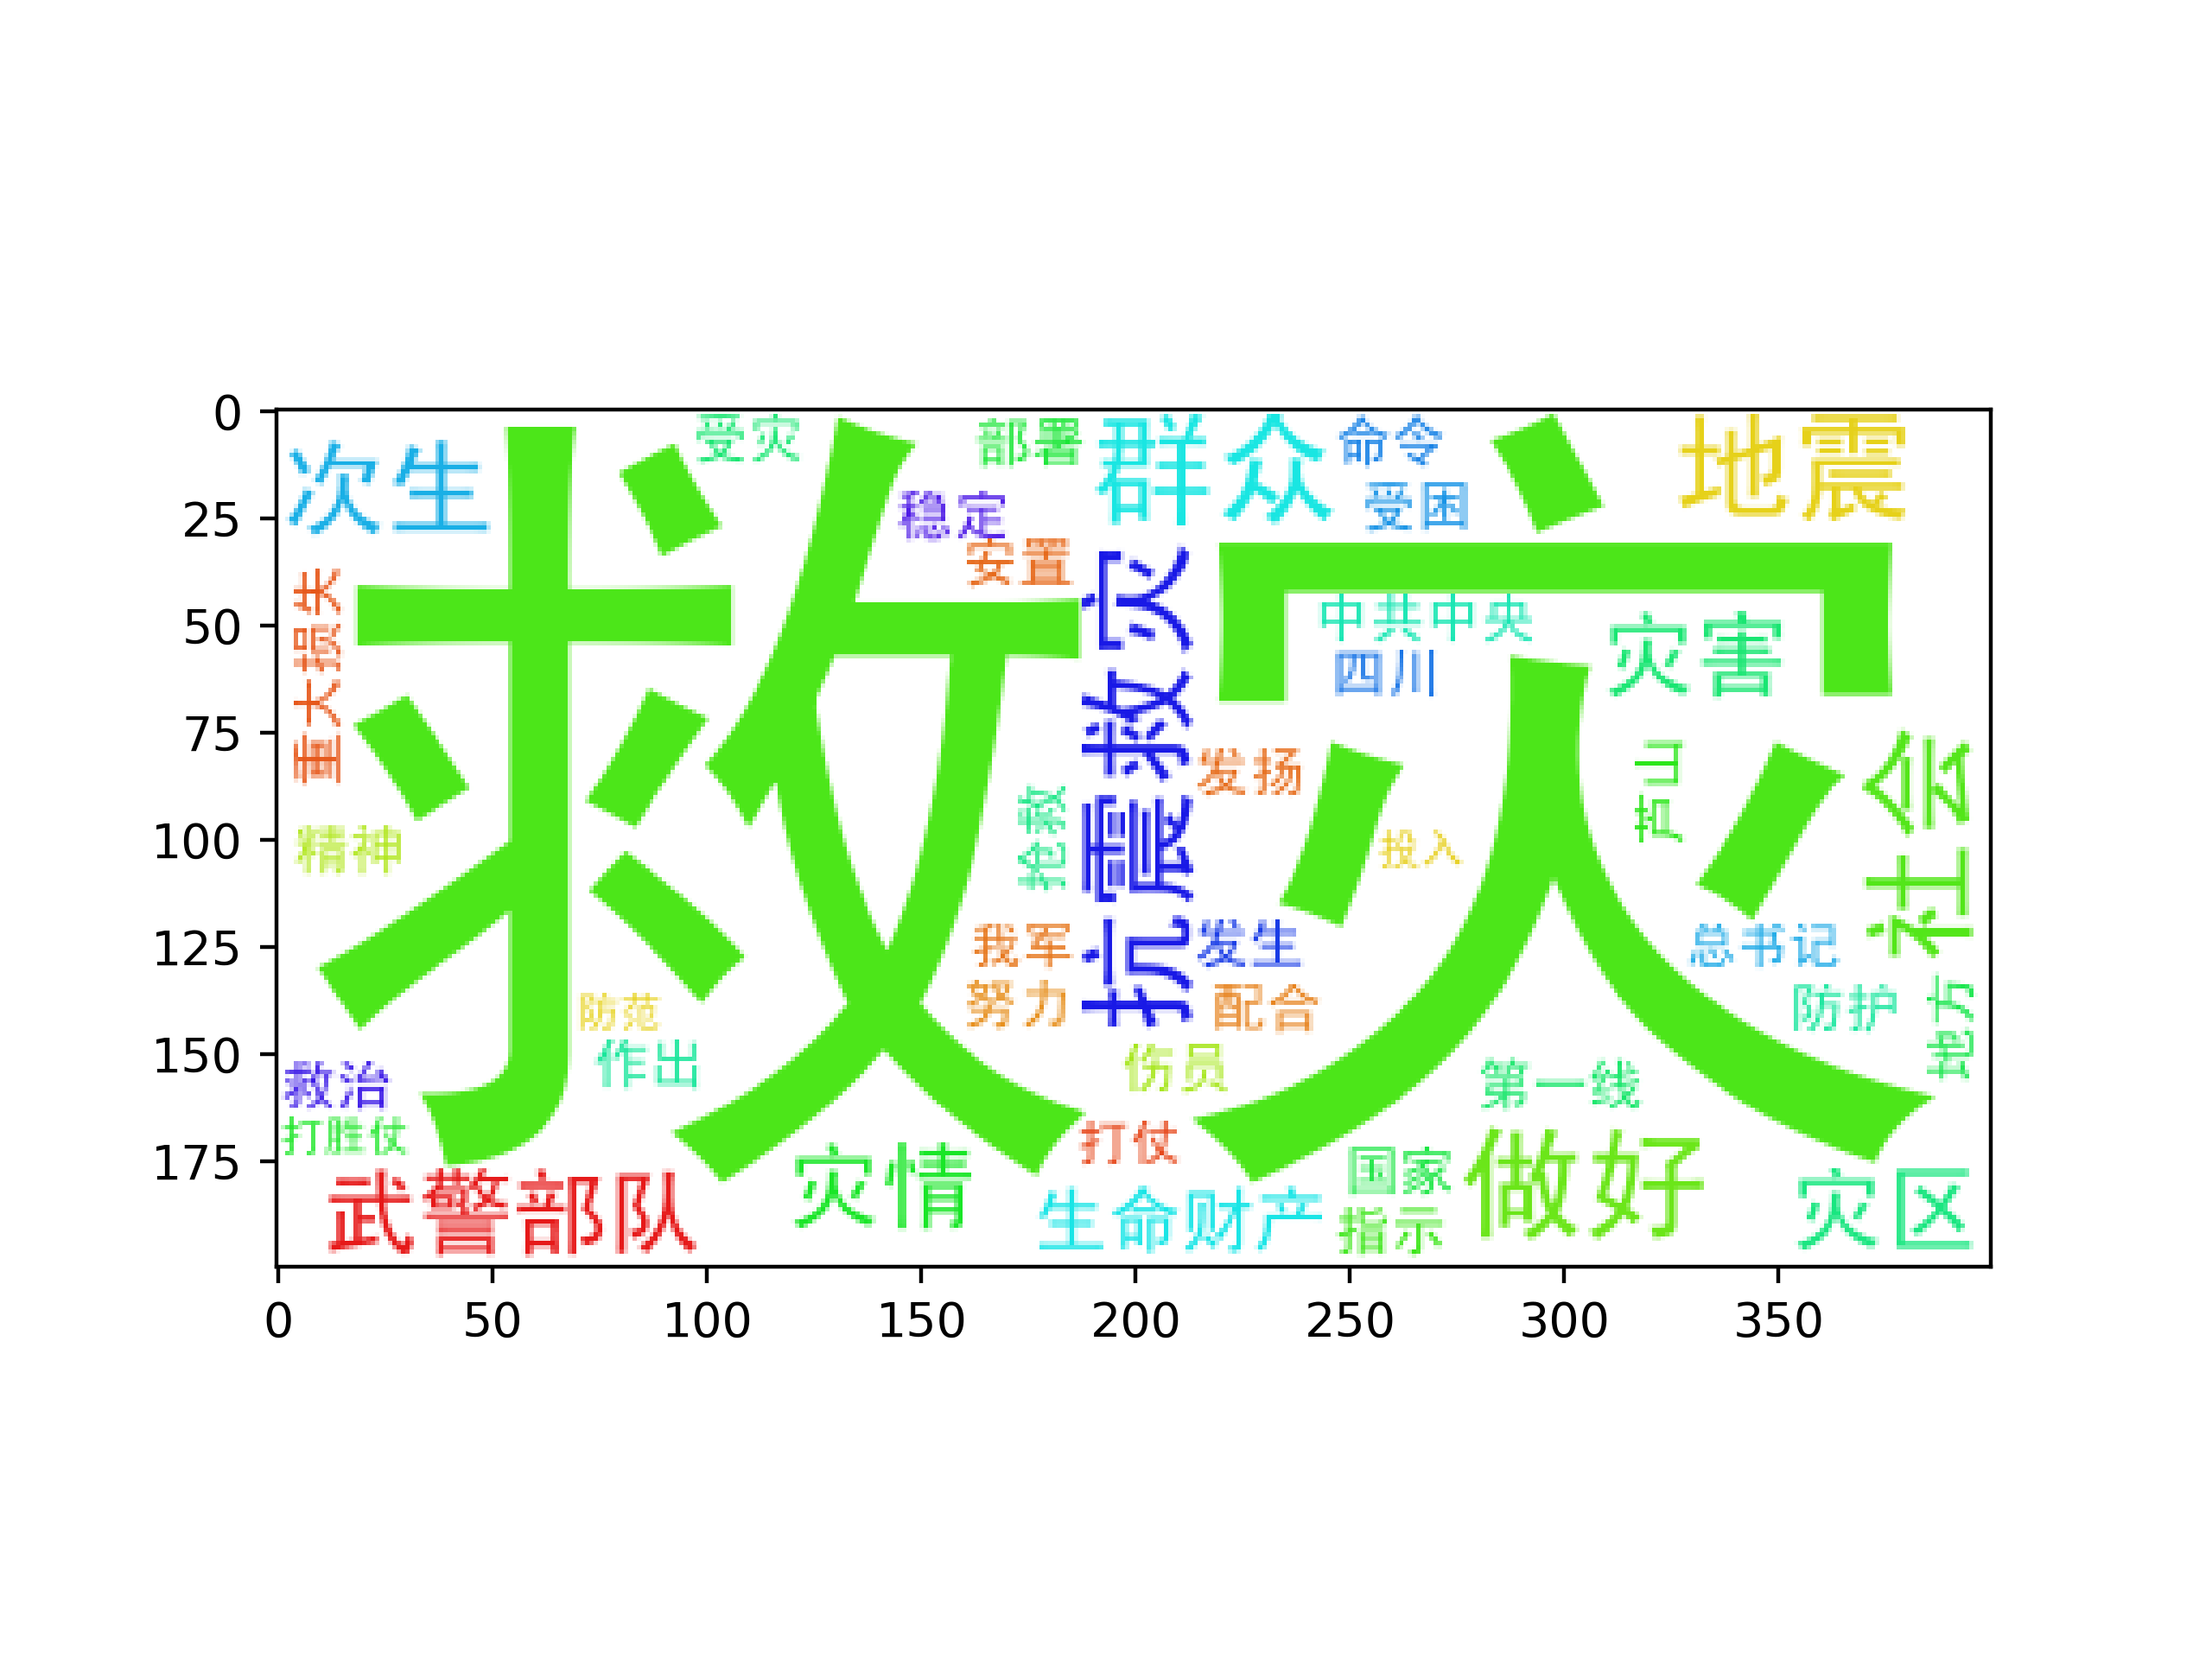 救灾
受灾
部署
群众
命令
地震
次生
稳定
受困
安置
重大损失
抗震救灾
中共中央
四川
灾害
发扬
芦山
社会
精神
抢救
投入
我军
发生
总书记
防范
努力
配合
防护
地方
救治
作出
伤员
第一线
打胜仗
打仗
武警部队
灾情
生命财产
国家
指示
做好
灾区
0
25
50
75
100
125
150
175
0 50 100 150 200 250 300 350